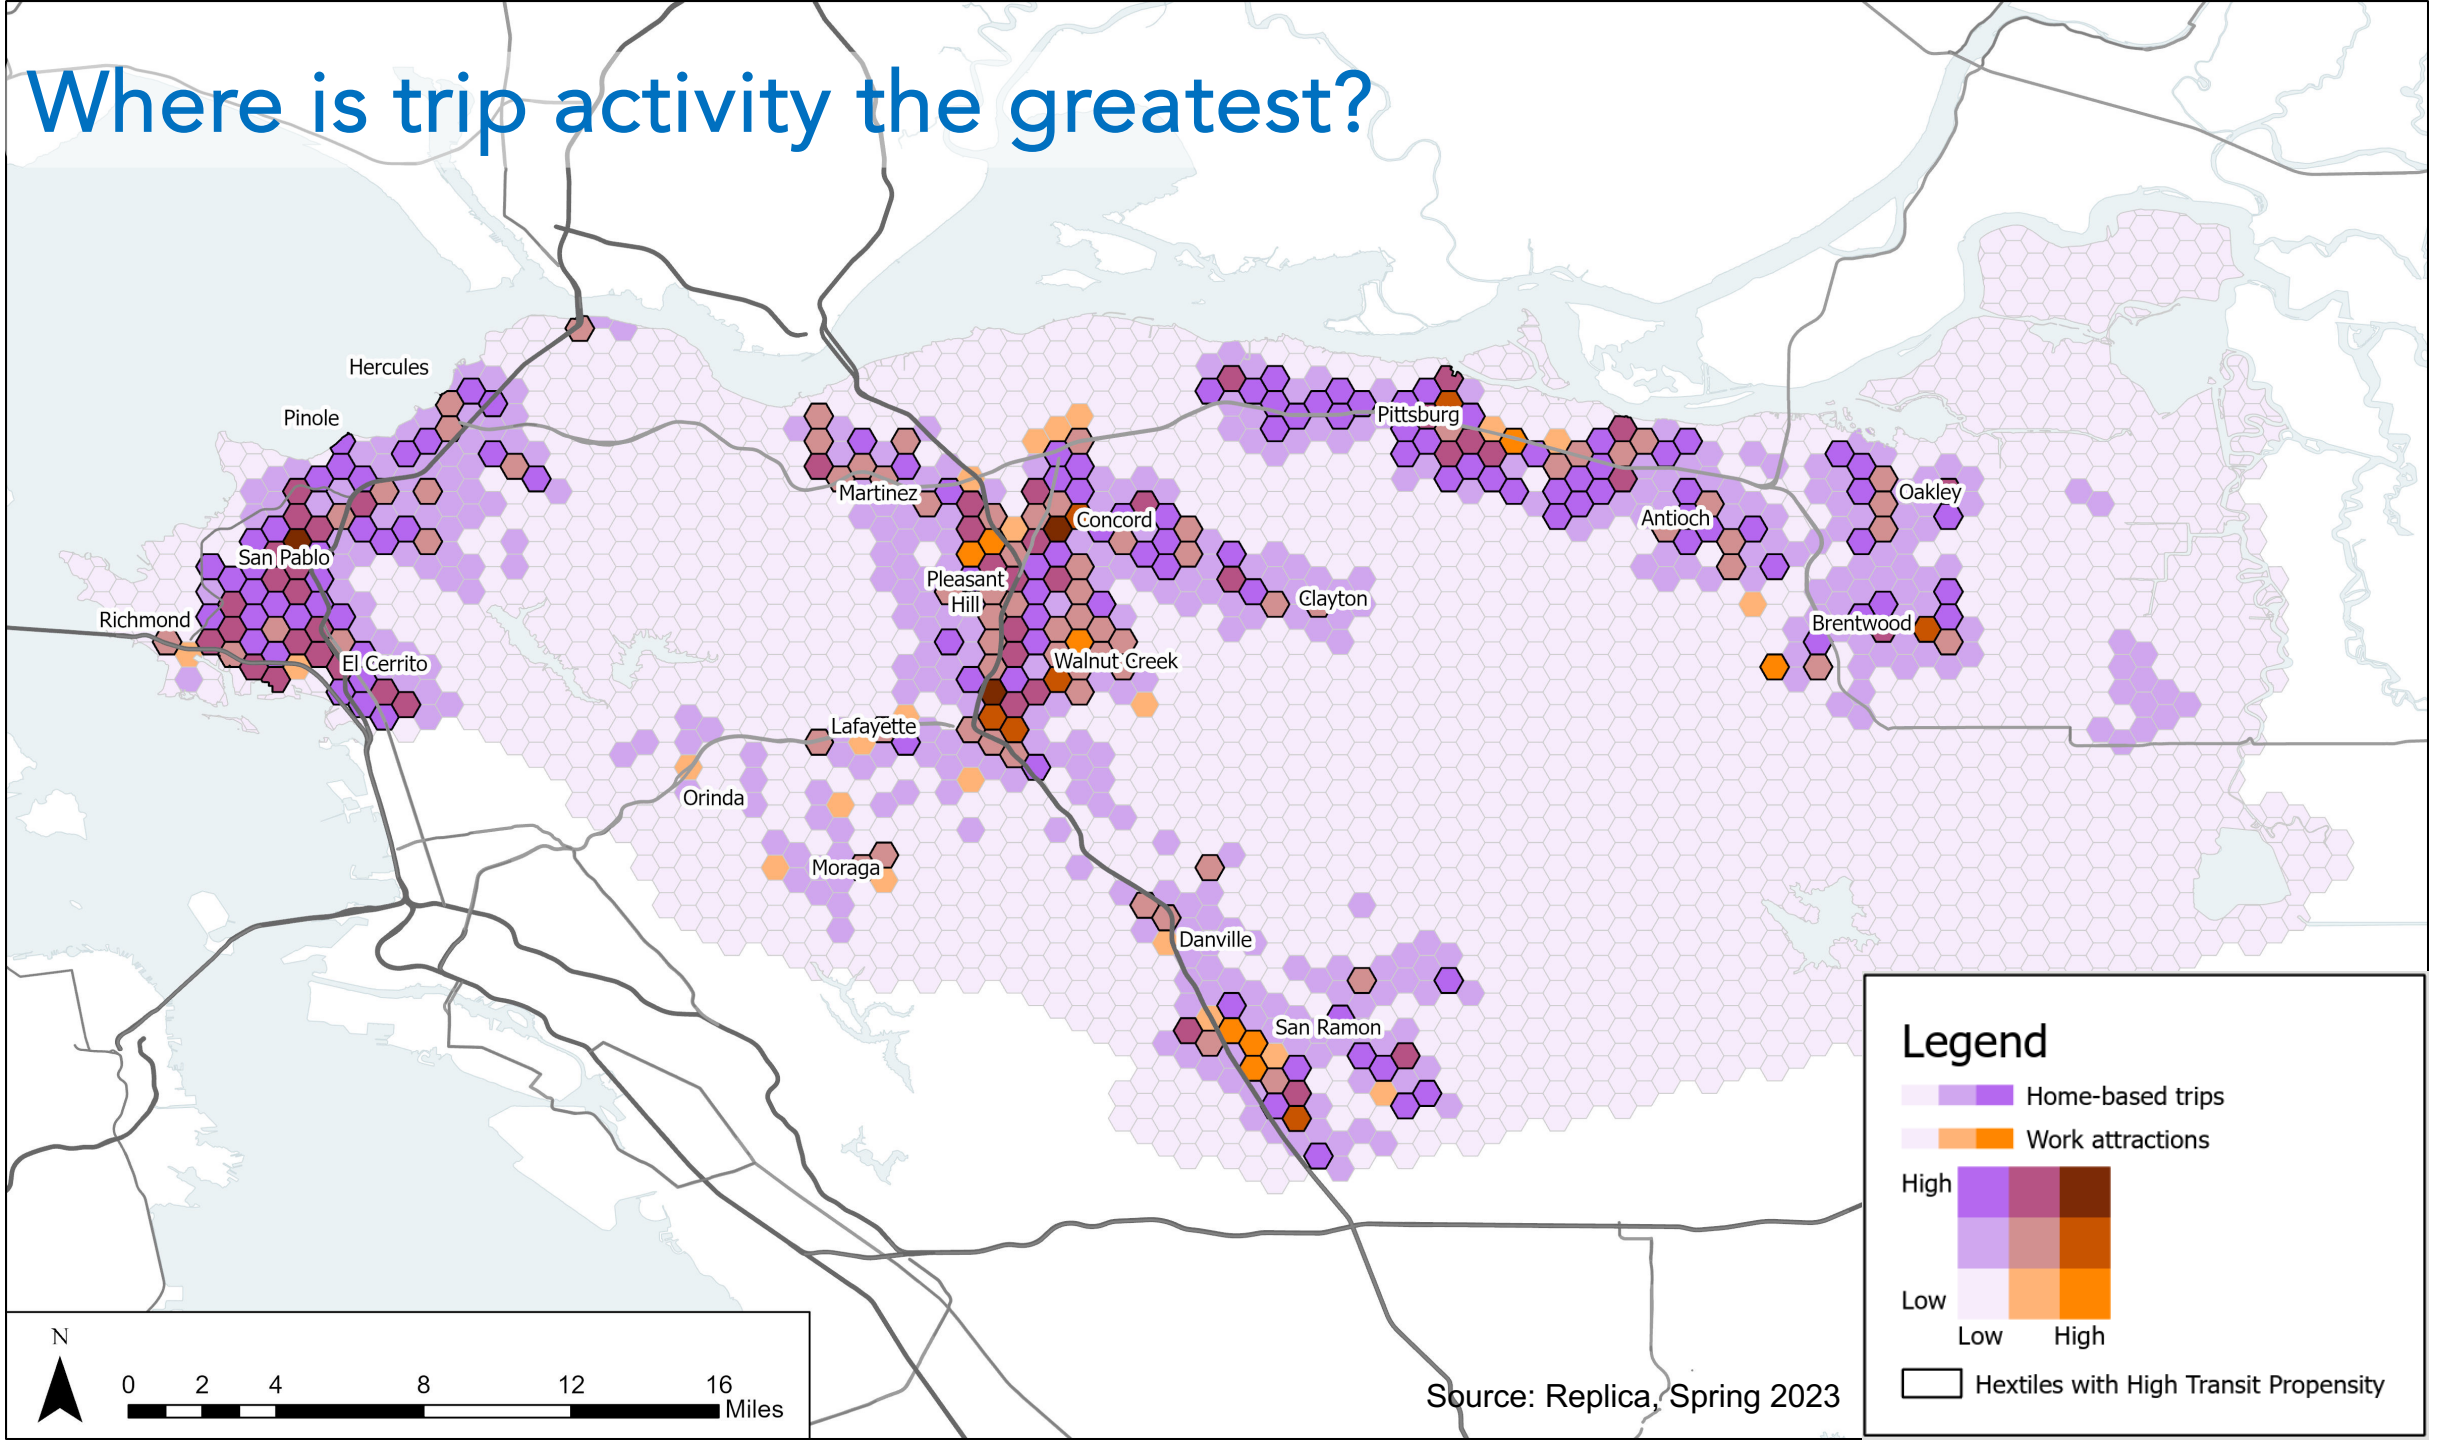 Where is trip activity the greatest?
Hercules
Pinole
Pittsburg
Martinez
Oakley
Concord
Antioch
San Pablo
Pleasant
Hill
Clayton
Richmond
Brentwood
El Cerrito
Walnut Creek
Lafayette
Orinda
Moraga
Danville
San Ramon
Legend
Home-based trips
Work attractions
High
Low
Low High
Hextiles with High Transit Propensity
N
0 2 4 8 12 16
Miles
Source: Replica, Spring 2023